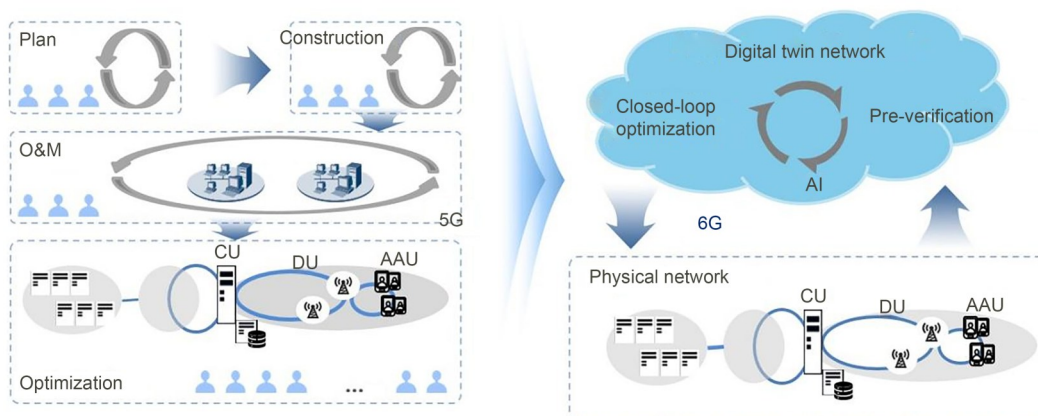 Plan
Construction
O&M
5G
CU
DU
AAU
Optimization
...
Digital twin network
Closed-loop
optimization
Pre-verification
AI
6G
Physical network
CU
DU
AAU